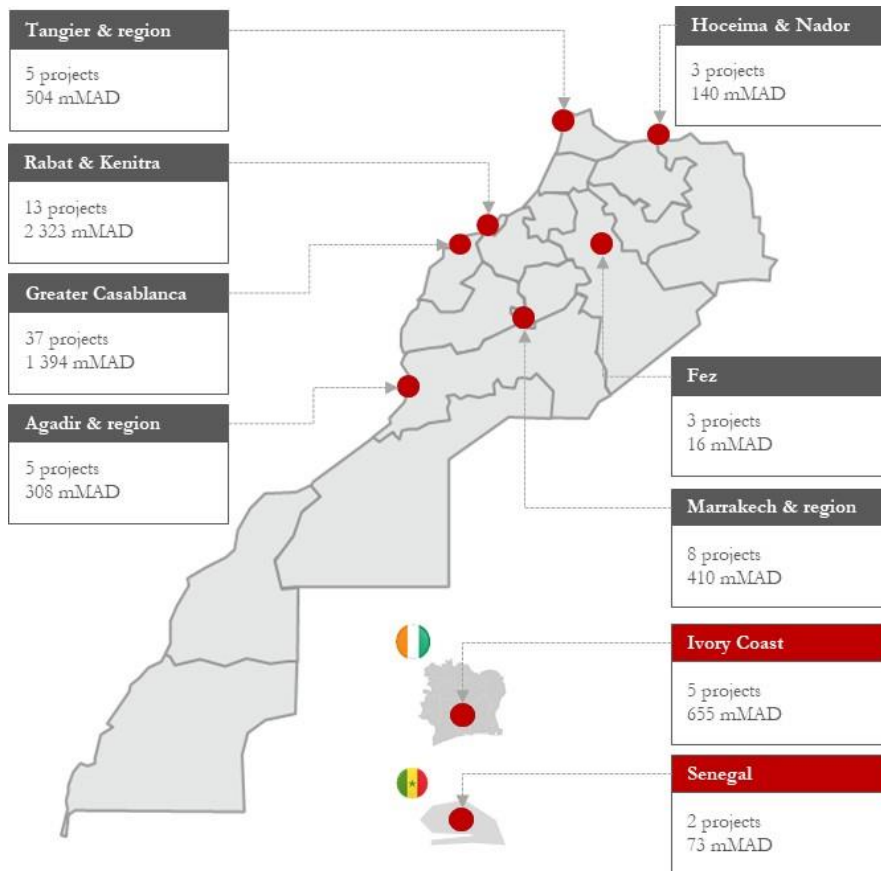 Tangier & region
5 projects
504 mMAD
Hoceima & Nador
3 projects
140 mMAD
Rabat & Kenitra
13 projects
2 323 mMAD
Greater Casablanca
37 projects
1 394 mMAD
Fez
3 projects
16 mMAD
Agadir & region
5 projects
308 mMAD
Marrakech & region
8 projects
410 mMAD
Ivory Coast
5 projects
655 mMAD
Senegal
2 projects
73 mMAD